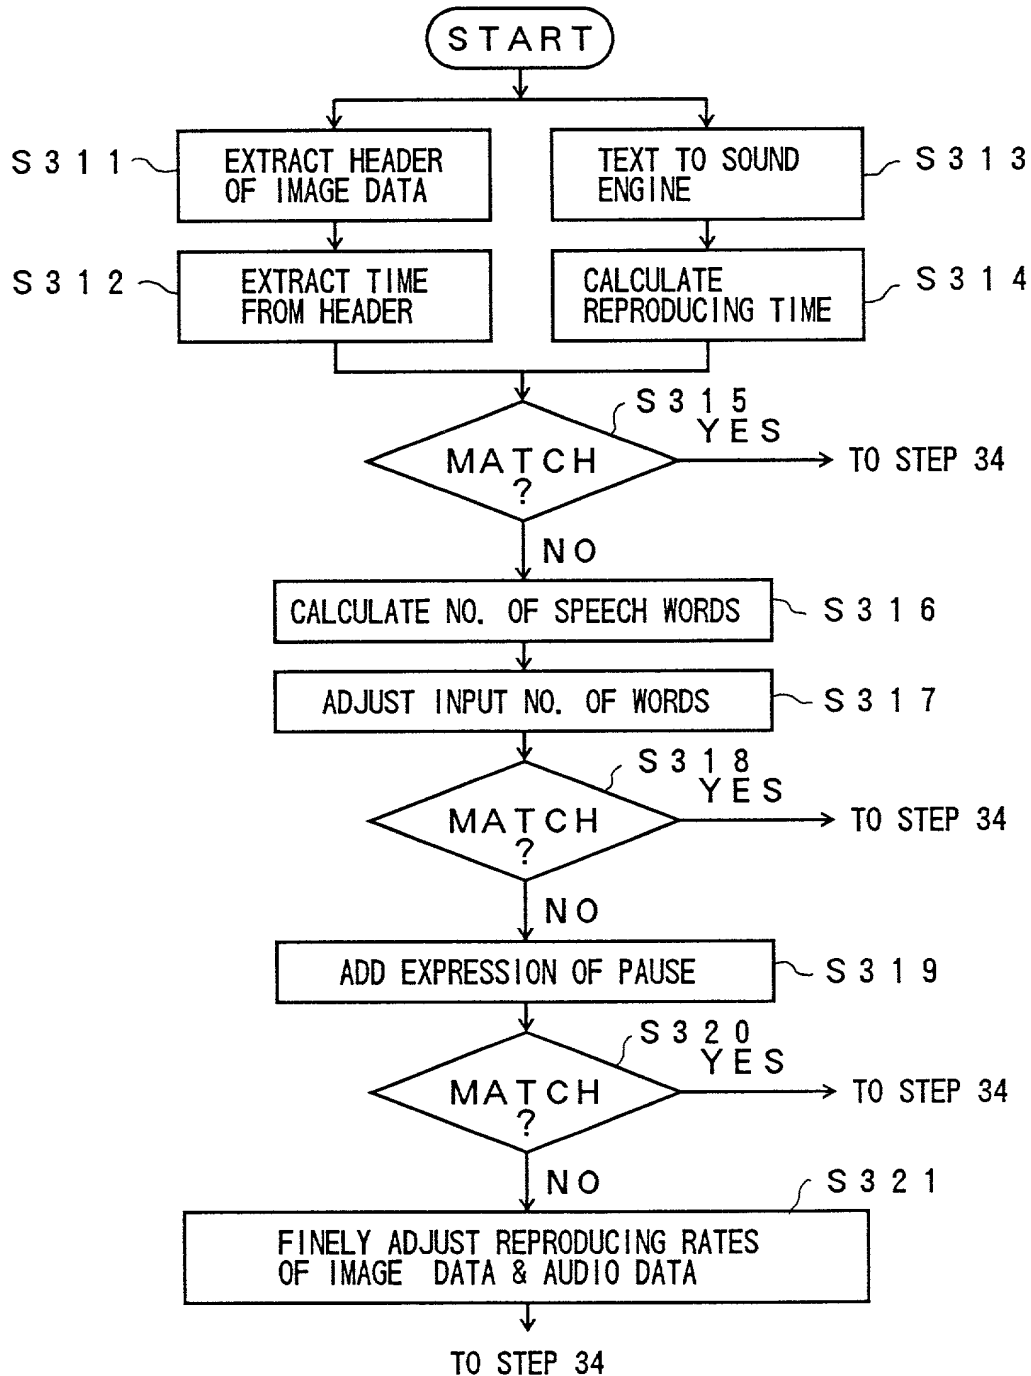 START
S311
EXTRACT HEADER
OF IMAGE DATA
TEXT TO SOUND
ENGINE
S313
S312
EXTRACT TIME
FROM HEADER
CALCULATE
REPRODUCING TIME
S314
S315
YES
MATCH
?
TO STEP 34
NO
CALCULATE NO. OF SPEECH WORDS
S316
ADJUST INPUT NO. OF WORDS
S317
S318
YES
MATCH
?
TO STEP 34
NO
ADD EXPRESSION OF PAUSE
S319
S320
YES
MATCH
?
TO STEP 34
NO
S321
FINELY ADJUST REPRODUCING RATES
OF IMAGE DATA & AUDIO DATA
TO STEP 34